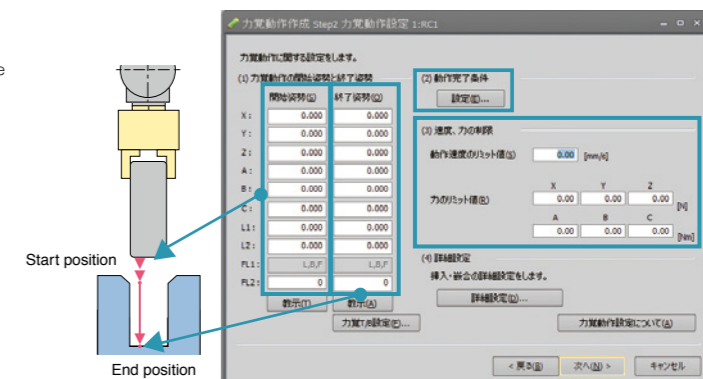 e
Start position
End position
力覚動作作成 Step2 力覚動作設定 1:RC1
力覚動作に関する設定をします。
(1) 力覚動作の開始姿勢と終了姿勢
開始姿勢(S) 終了姿勢(O)
X: 0.000 0.000
Y: 0.000 0.000
Z: 0.000 0.000
A: 0.000 0.000
B: 0.000 0.000
C: 0.000 0.000
L1: 0.000 0.000
L2: 0.000 0.000
FL1: L,B,F L,B,F
FL2: 0 0
教示(T) 教示(A)
力覚T/B設定(F)...
(2) 動作完了条件
設定(E)...
(3) 速度、力の制限
動作速度のリミット値(S) 0.00 [mm/s]
X Y Z
力のリミット値(R) 0.00 0.00 0.00 [N]
A B C
0.00 0.00 0.00 [Nm]
(4) 詳細設定
挿入・嵌合の詳細設定をします。
詳細設定(D)...
力覚動作設定について(A)
< 戻る(B) 次へ(N) > キャンセル